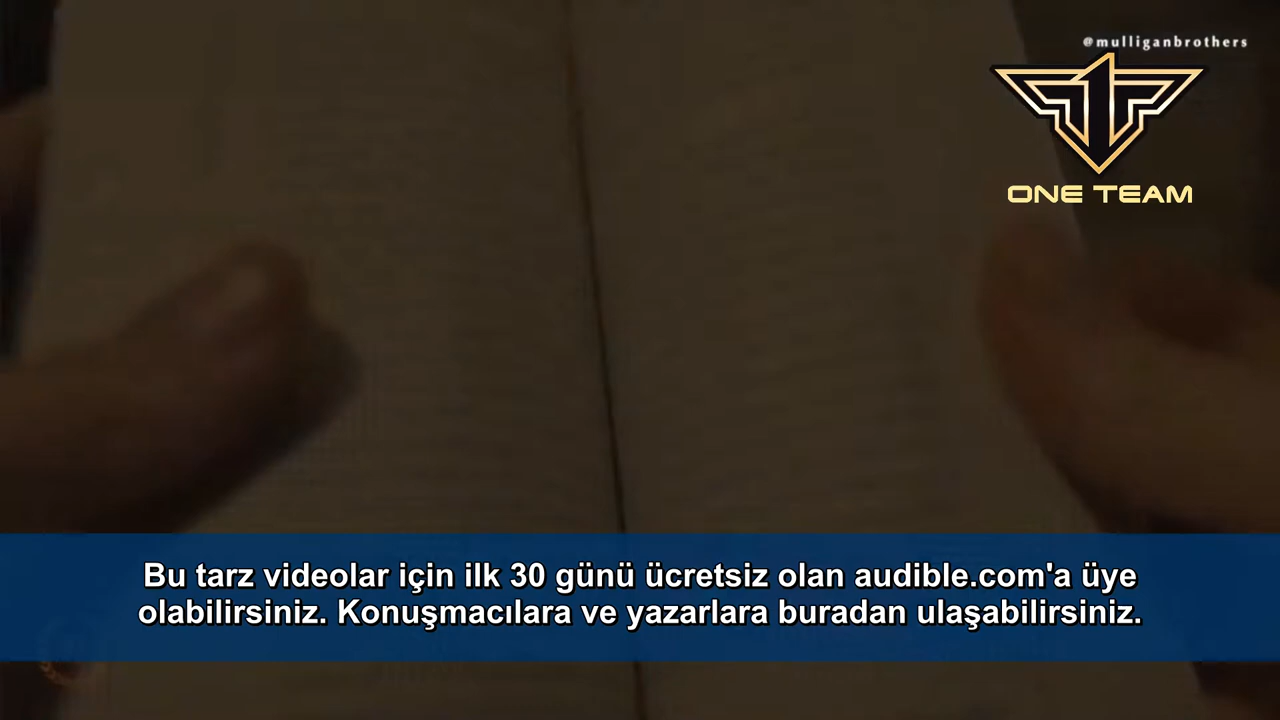 @mulliganbrothers
ONE TEAM
Bu tarz videolar için ilk 30 günü ücretsiz olan audible.com'a üye
olabilirsiniz. Konuşmacılara ve yazarlara buradan ulaşabilirsiniz.